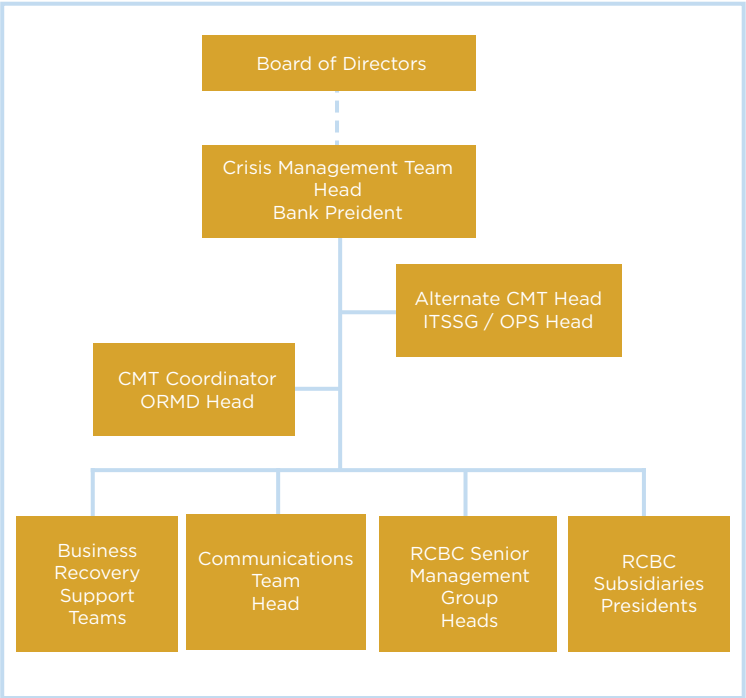 Board of Directors
Crisis Management Team
Head
Bank Prident
Alternate CMT Head
ITSSG / OPS Head
CMT Coordinator
ORMD Head
Business
Recovery
Support
Teams
Communications
Team
Head
RCBC Senior
Management
Group
Heads
RCBC
Subsidiaries
Presidents